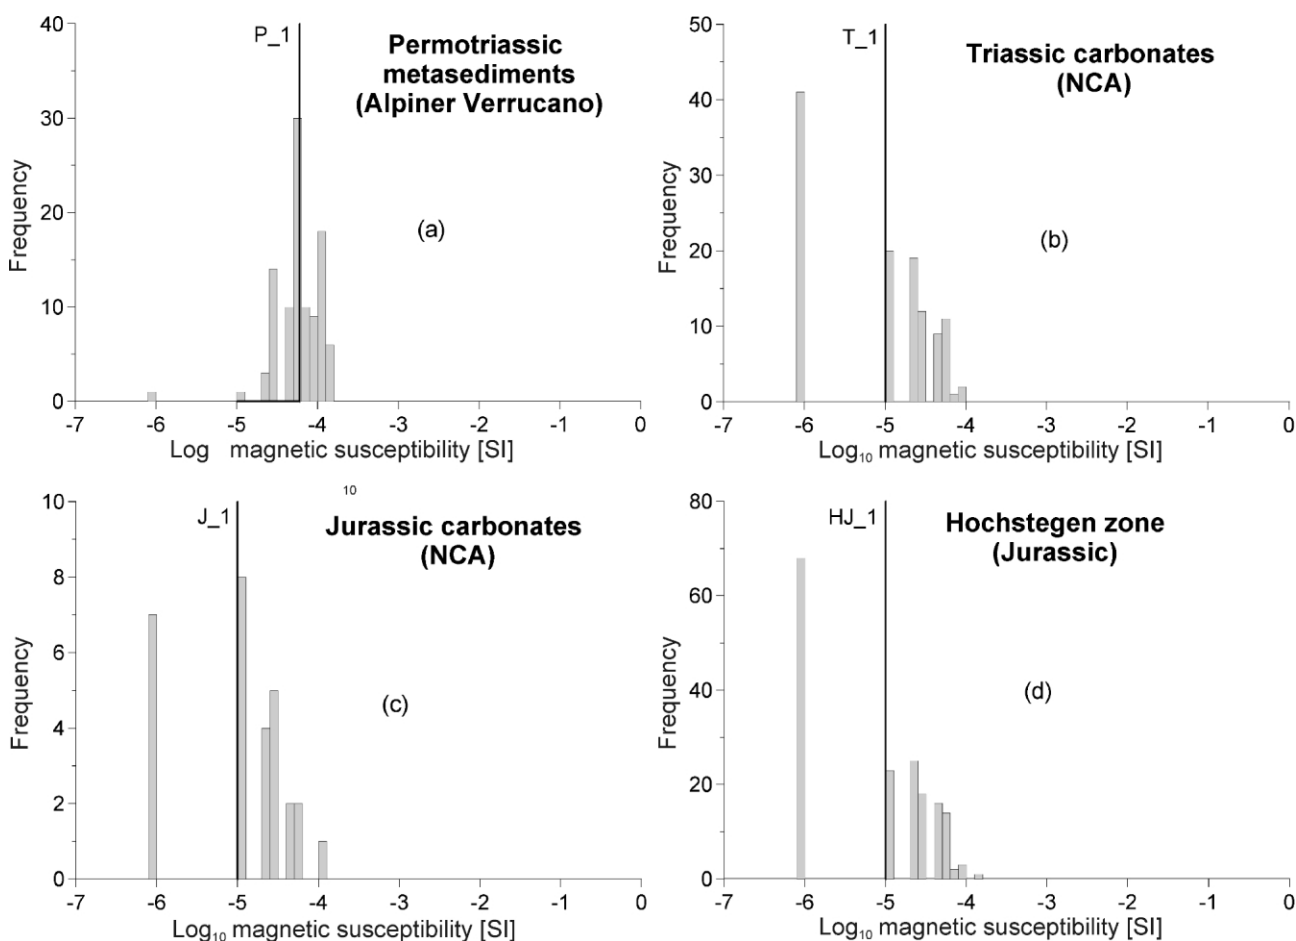 40
30
20
10
0
Frequency
P_1
Permotriassic
metasediments
(Alpiner Verrucano)
(a)
-7 -6 -5 -4 -3 -2 -1 0
Log magnetic susceptibility [SI]
10
50
40
30
20
10
0
Frequency
T_1
Triassic carbonates
(NCA)
(b)
-7 -6 -5 -4 -3 -2 -1 0
Log10 magnetic susceptibility [SI]
10
8
6
4
2
0
Frequency
J_1
Jurassic carbonates
(NCA)
(c)
-7 -6 -5 -4 -3 -2 -1 0
Log10 magnetic susceptibility [SI]
80
60
40
20
0
Frequency
HJ_1
Hochstegen zone
(Jurassic)
(d)
-7 -6 -5 -4 -3 -2 -1 0
Log10 magnetic susceptibility [SI]